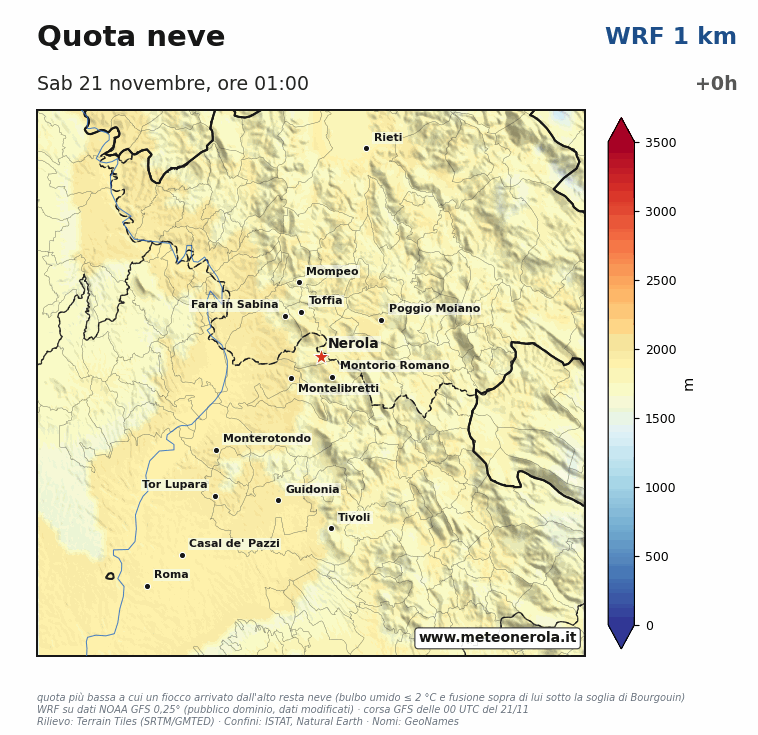 Quota neve
WRF 1 km
Sab 21 novembre, ore 01:00
+0h
Rieti
Mompeo
Toffia
Fara in Sabina
Poggio Moiano
Nerola
Montorio Romano
Montelibretti
Monterotondo
Tor Lupara
Guidonia
Tivoli
Casal de' Pazzi
Roma
www.meteonerola.it
3500
3000
2500
2000
1500
1000
500
0
m
quota più bassa a cui un fiocco arrivato dall'alto resta neve (bulbo umido ≤ 2 °C e fusione sopra di lui sotto la soglia di Bourgouin)
WRF su dati NOAA GFS 0,25° (pubblico dominio, dati modificati) · corsa GFS delle 00 UTC del 21/11
Rilievo: Terrain Tiles (SRTM/GMTED) · Confini: ISTAT, Natural Earth · Nomi: GeoNames